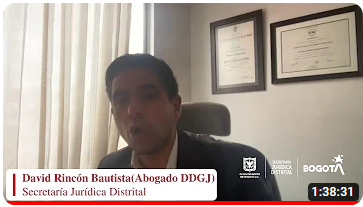 David Rincón Bautista(Abogado DDGJ)
Secretaría Jurídica Distrital
SECRETARÍA
JURÍDICA
DISTRITAL
BOGOTÁ
1:38:31